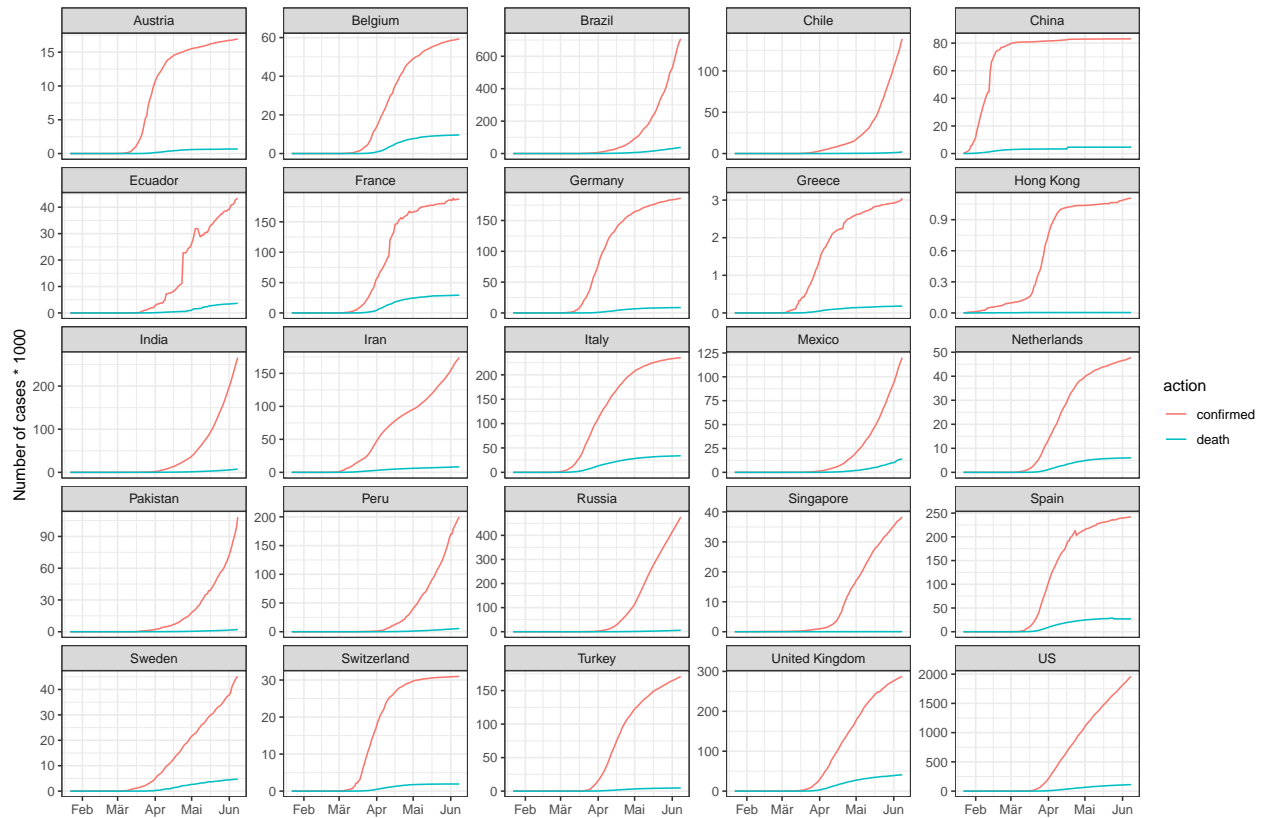 Austria Belgium Brazil Chile China
15 60 600 100 80
10 40 400 50 60
5 20 200 0 40
0 0 0 20
0
Ecuador France Germany Greece Hong Kong
40 150 150 3 0.9
30 100 100 2 0.6
20 50 50 1 0.3
10 0 0 0 0.0
0
India Iran Italy Mexico Netherlands
200 150 200 125 50
100 100 150 100 40
0 50 100 75 30
0 50 50 20
0 25 10
0 0
Pakistan Peru Russia Singapore Spain
90 200 400 40 250
60 150 300 30 200
30 100 200 20 150
0 50 100 10 100
0 0 0 50
0
Sweden Switzerland Turkey United Kingdom US
40 30 150 300 2000
30 20 100 200 1500
20 10 50 100 1000
10 0 0 0 500
0 0
Feb Mär Apr Mai Jun Feb Mär Apr Mai Jun Feb Mär Apr Mai Jun Feb Mär Apr Mai Jun Feb Mär Apr Mai Jun
Number of cases * 1000
action
confirmed
death